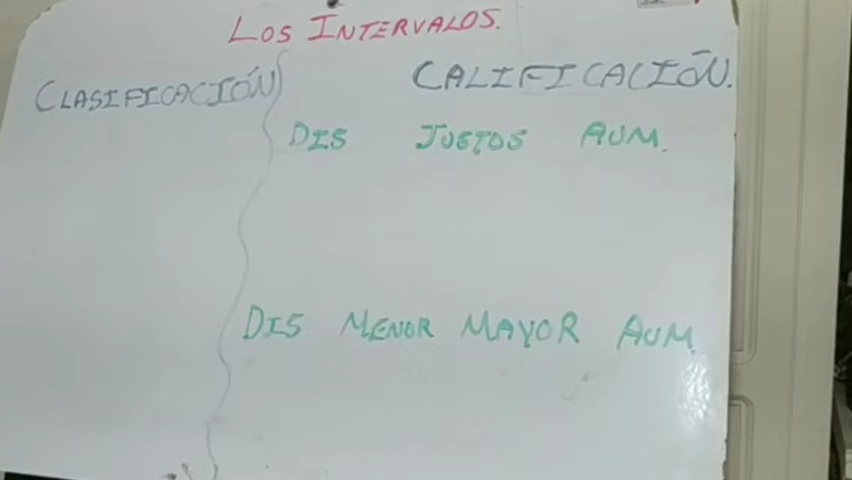 LOS INTERVALOS.
CLASIFICACIÓN
CALIFICACIÓN.
DIS JUSTOS AUM.
DIS MENOR MAYOR AUM.